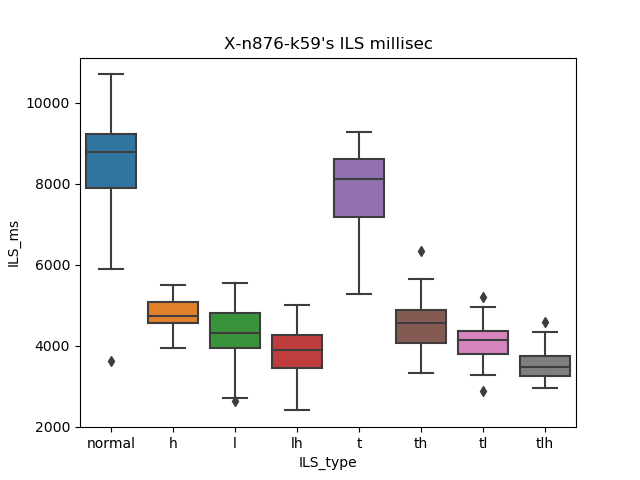 X-n876-k59's ILS millisec
ILS_ms
10000
8000
6000
4000
2000
normal h l lh t th tl tlh
ILS_type